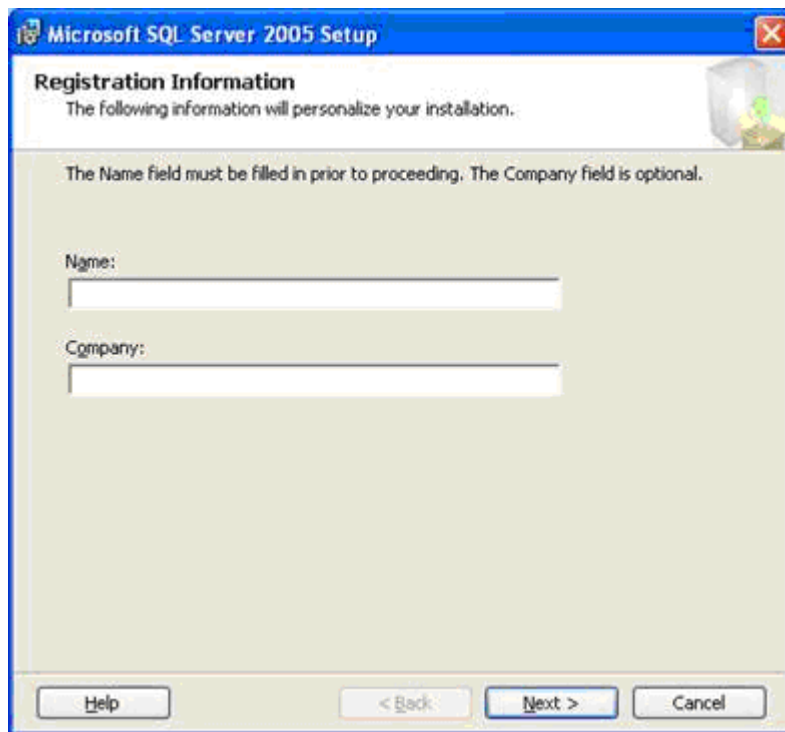 Microsoft SQL Server 2005 Setup
Registration Information
The following information will personalize your installation.
The Name field must be filled in prior to proceeding. The Company field is optional.
Name:
Company:
Help
< Back
Next >
Cancel